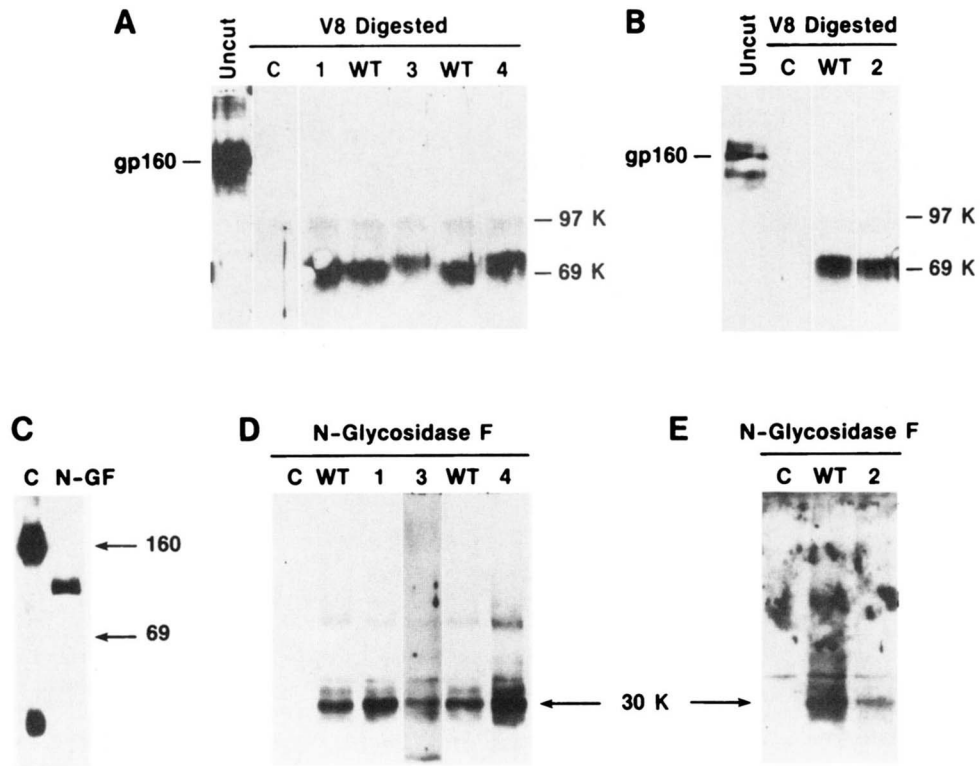 A
Uncut
V8 Digested
C 1 WT 3 WT 4
gp160
97 K
69 K
B
Uncut
V8 Digested
C WT 2
gp160
97 K
69 K
C
C N-GF
160
69
D
N-Glycosidase F
C WT 1 3 WT 4
30 K
E
N-Glycosidase F
C WT 2